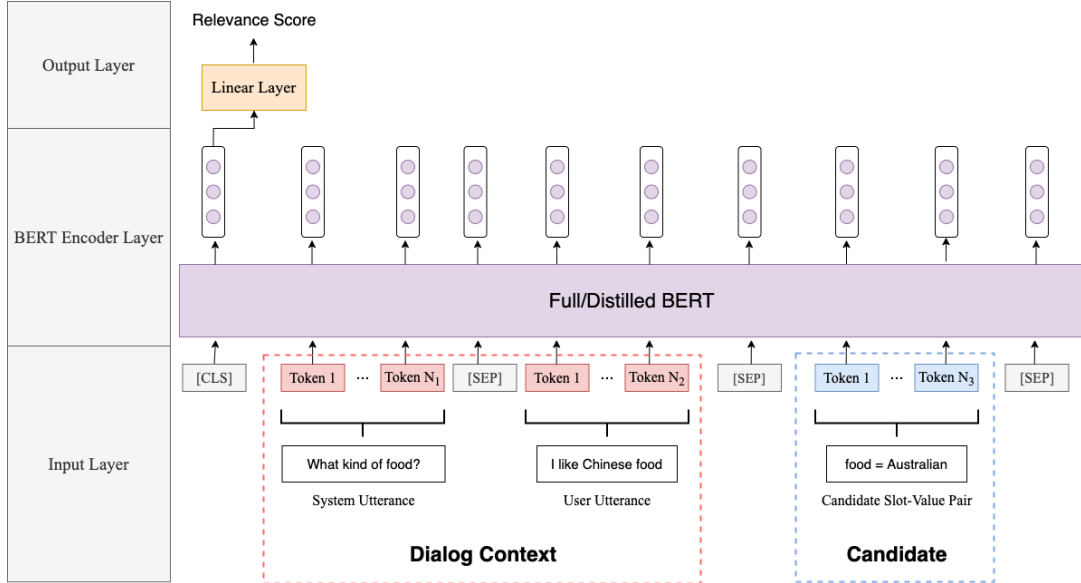 Relevance Score
Output Layer
Linear Layer
BERT Encoder Layer
Full/Distilled BERT
[CLS] Token 1 ... Token N1 [SEP] Token 1 ... Token N2 [SEP] Token 1 ... Token N3 [SEP]
Input Layer
What kind of food? I like Chinese food food = Australian
System Utterance User Utterance Candidate Slot-Value Pair
Dialog Context Candidate